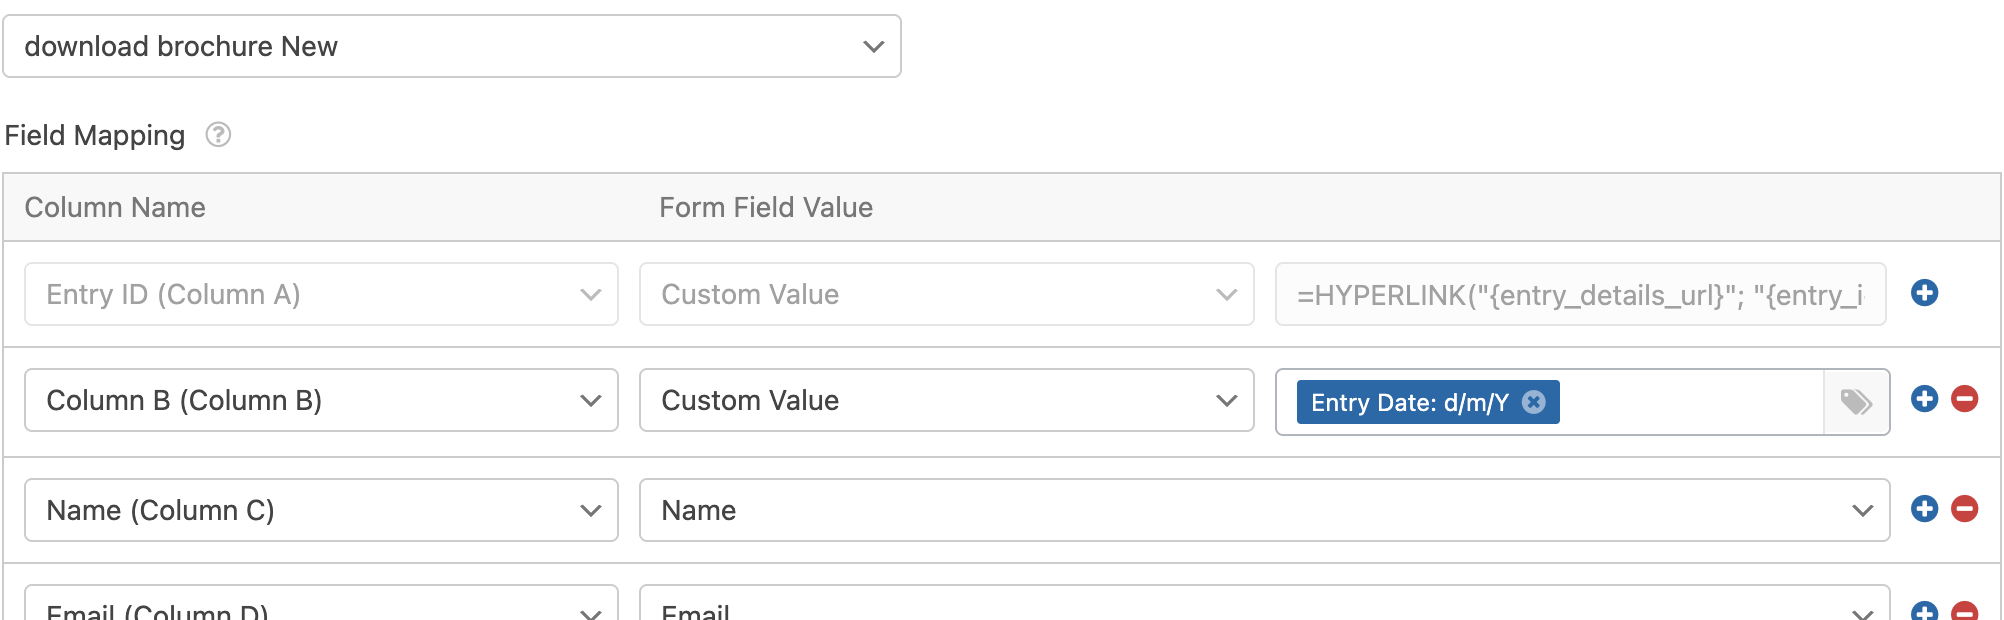 download brochure New
Field Mapping ?
Column Name Form Field Value
Entry ID (Column A) Custom Value =HYPERLINK("{entry_details_url}"; "{entry_i
Column B (Column B) Custom Value Entry Date: d/m/Y
Name (Column C) Name
Email (Column D) Email